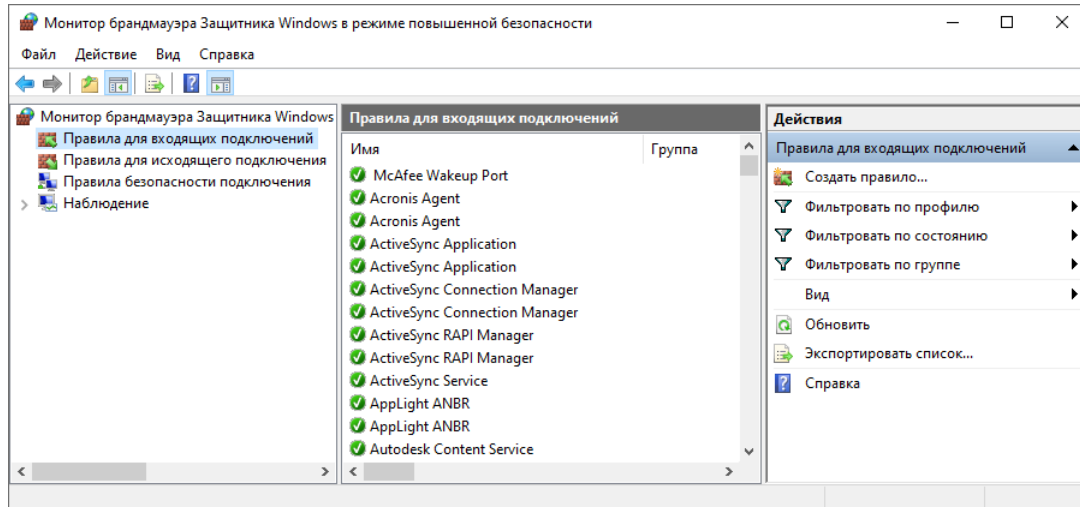 Монитор брандмауэра Защитника Windows в режиме повышенной безопасности
Файл Действие Вид Справка
Монитор брандмауэра Защитника Windows
Правила для входящих подключений
Правила для исходящего подключения
Правила безопасности подключения
Наблюдение
Правила для входящих подключений
Имя Группа
McAfee Wakeup Port
Acronis Agent
Acronis Agent
ActiveSync Application
ActiveSync Application
ActiveSync Connection Manager
ActiveSync Connection Manager
ActiveSync RAPI Manager
ActiveSync RAPI Manager
ActiveSync Service
AppLight ANBR
AppLight ANBR
Autodesk Content Service
Действия
Правила для входящих подключений
Создать правило...
Фильтровать по профилю
Фильтровать по состоянию
Фильтровать по группе
Вид
Обновить
Экспортировать список...
Справка